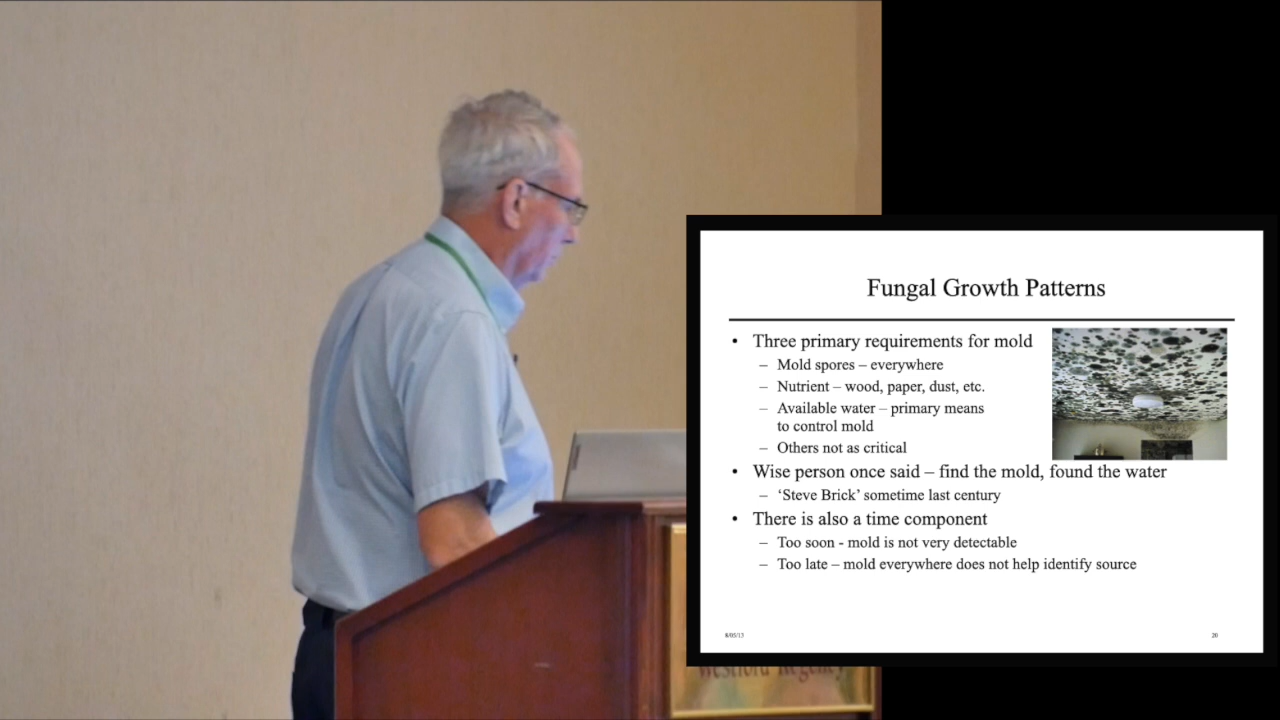 Fungal Growth Patterns
• Three primary requirements for mold
– Mold spores – everywhere
– Nutrient – wood, paper, dust, etc.
– Available water – primary means
to control mold
– Others not as critical
• Wise person once said – find the mold, found the water
– ‘Steve Brick’ sometime last century
• There is also a time component
– Too soon - mold is not very detectable
– Too late – mold everywhere does not help identify source
8/05/13
20
Westford Regency